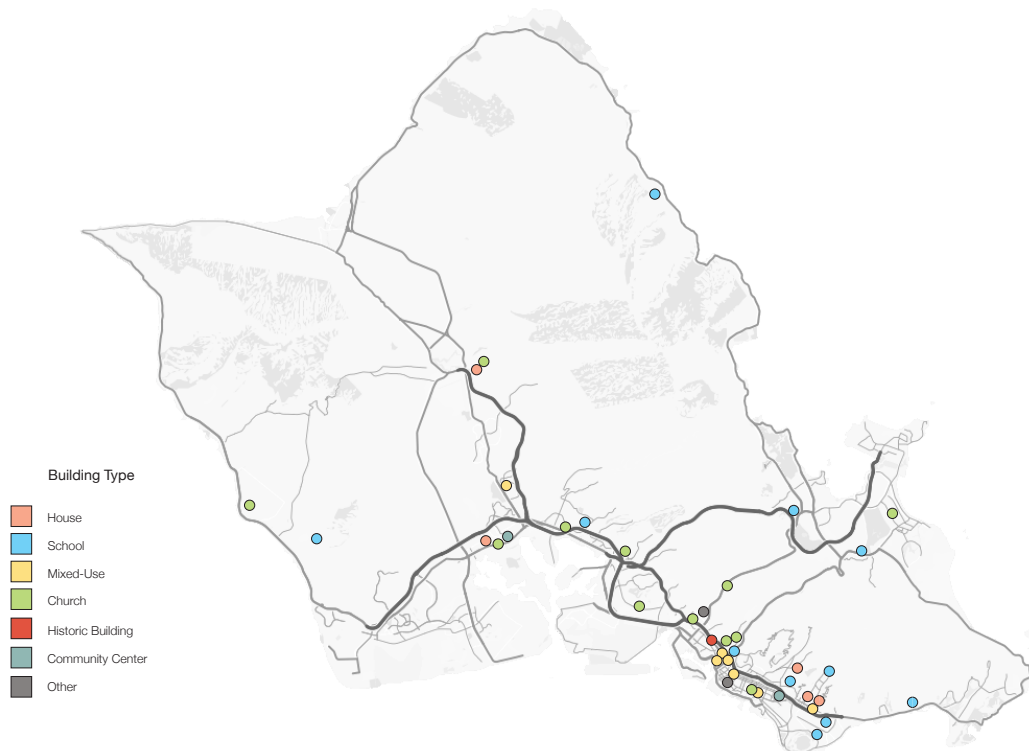 Building Type
House
School
Mixed-Use
Church
Historic Building
Community Center
Other